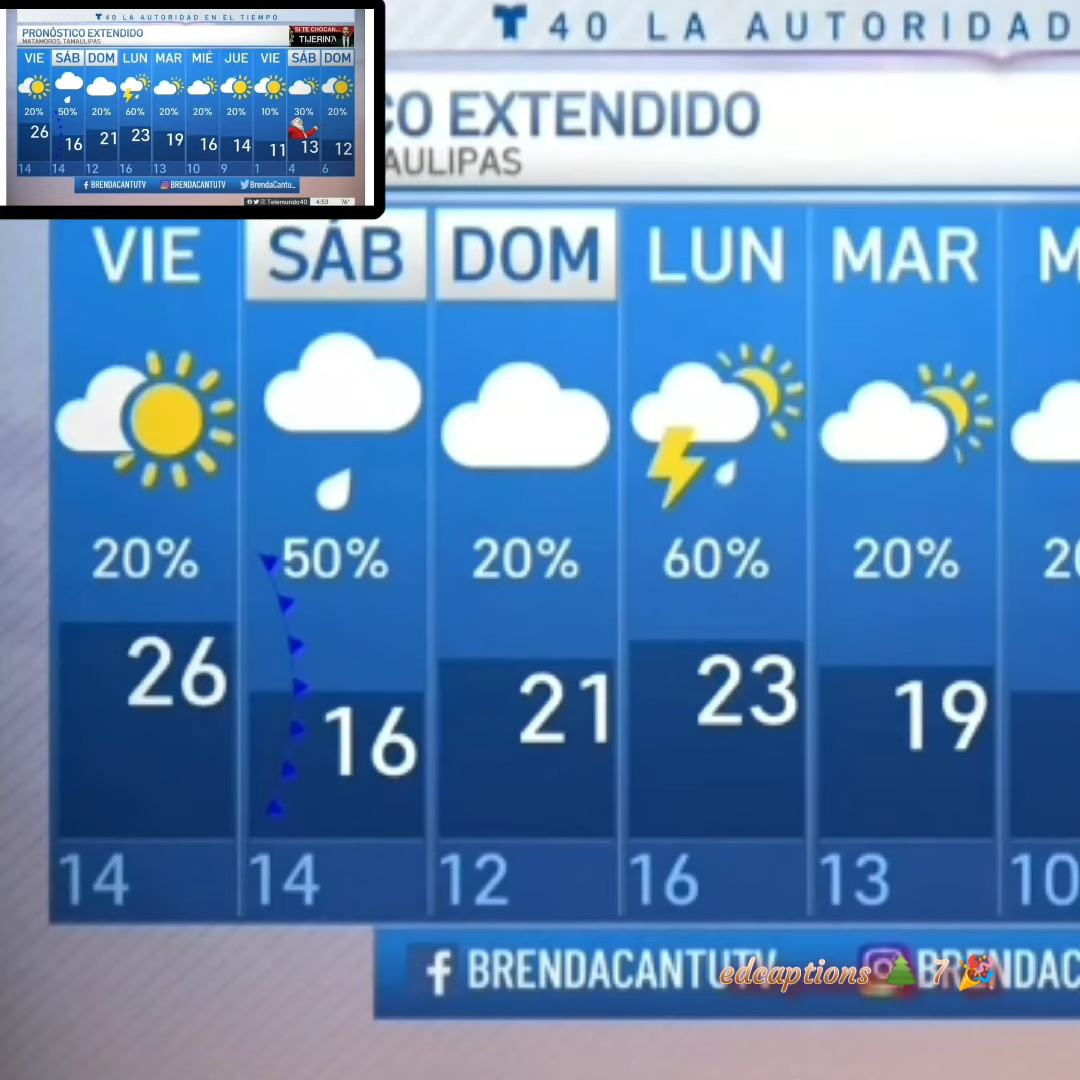 T 40 LA AUTORIDAD EN EL TIEMPO
PRONÓSTICO EXTENDIDO
MATAMOROS, TAMAULIPAS
SI TE CHOCAN...
TIJERINA
VIE SÁB DOM LUN MAR MIÉ JUE VIE SÁB DOM
20% 50% 20% 60% 20% 20% 20% 10% 30% 20%
26 16 21 23 19 16 14 11 13 12
14 14 12 16 13 10 9 1 4 6
BRENDACANTUTV BRENDACANTUTV BrendaCantu...
Telemundo40 4:53 76°
T 40 LA AUTORIDAD
CO EXTENDIDO
AULIPAS
VIE SÁB DOM LUN MAR M
20% 50% 20% 60% 20% 20
26 16 21 23 19
14 14 12 16 13 10
BRENDACANTUTV BRENDAC
edcaptions🌲 7 🎉